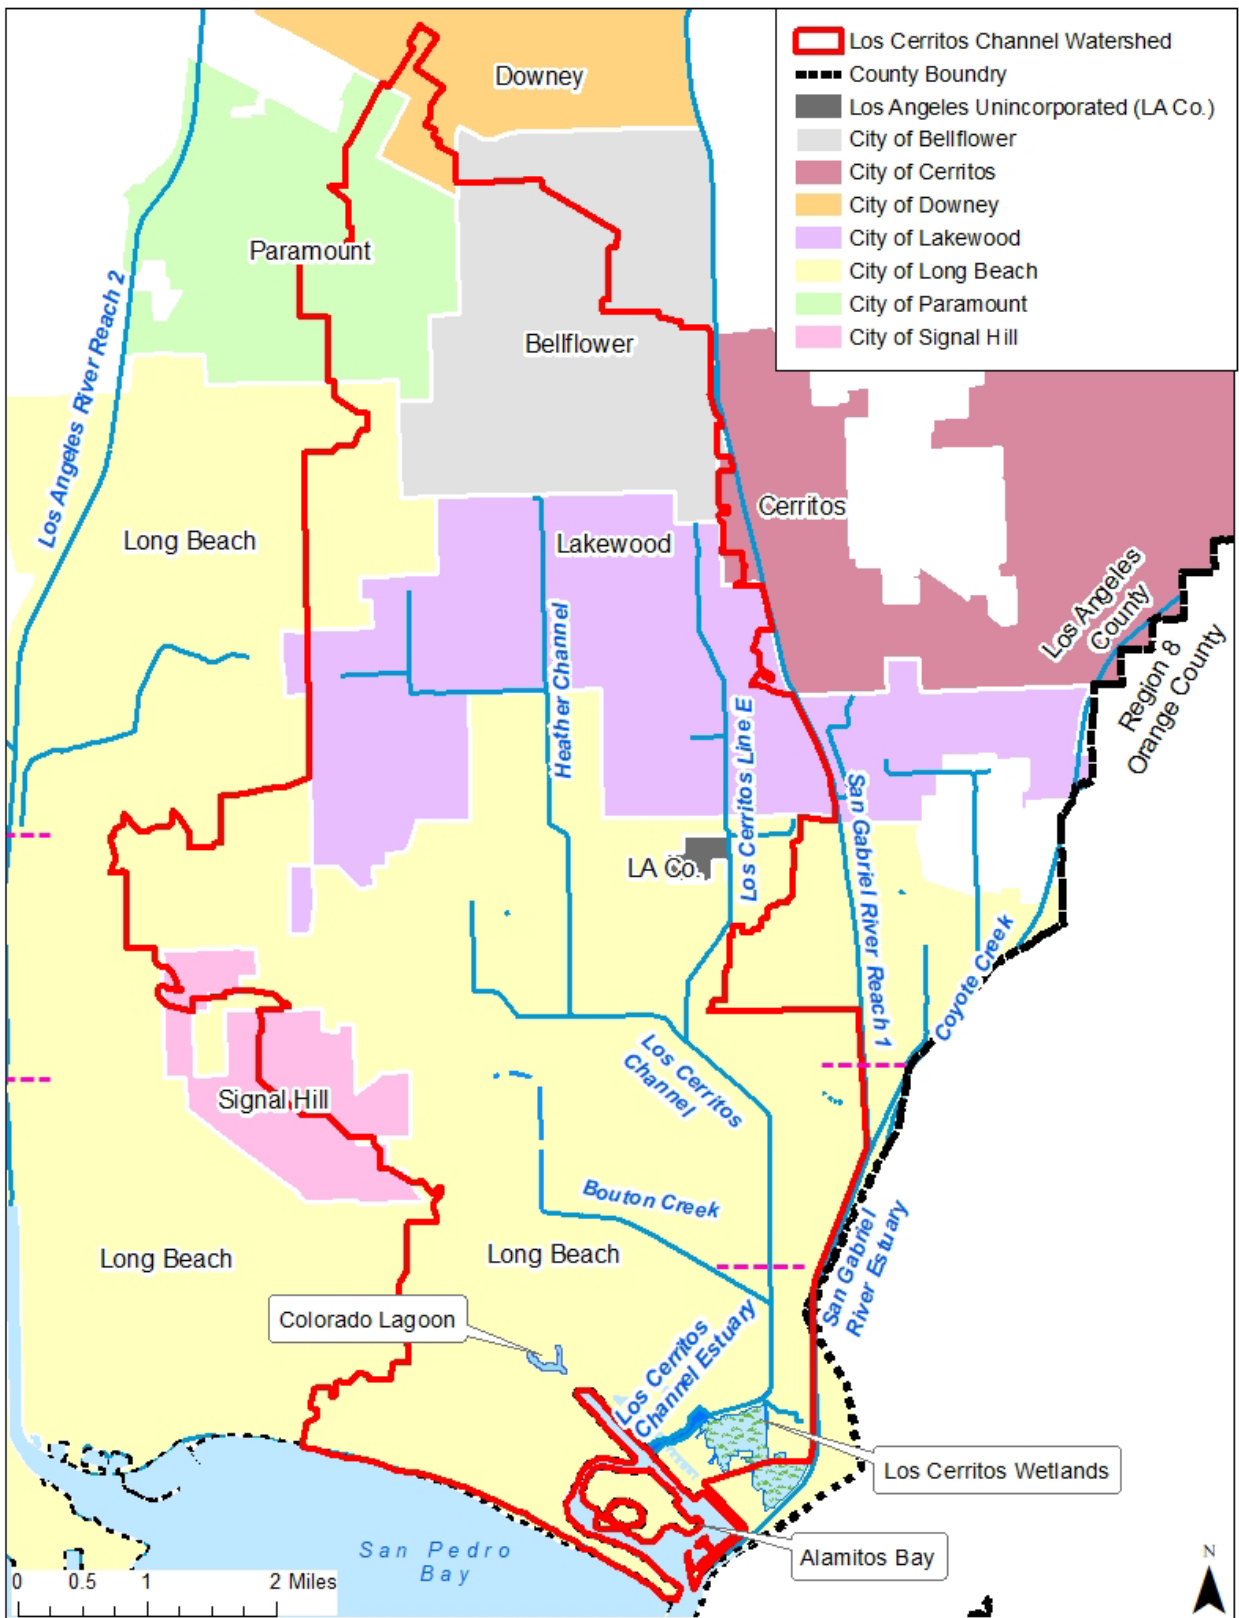 Los Cerritos Channel Watershed
County Boundry
Los Angeles Unincorporated (LA Co.)
City of Bellflower
City of Cerritos
City of Downey
City of Lakewood
City of Long Beach
City of Paramount
City of Signal Hill
Downey
Paramount
Los Angeles River Reach 2
Bellflower
Cerritos
Long Beach
Lakewood
Los Angeles
County
Region 8
Orange County
Heather Channel
Los Cerritos Line E
San Gabriel River Reach 1
LA Co.
Coyote Creek
Los Cerritos
Channel
Signal Hill
Bouton Creek
San Gabriel
River Estuary
Long Beach
Long Beach
Colorado Lagoon
Los Cerritos
Channel Estuary
Los Cerritos Wetlands
Alamitos Bay
San Pedro
Bay
N
0 0.5 1 2 Miles